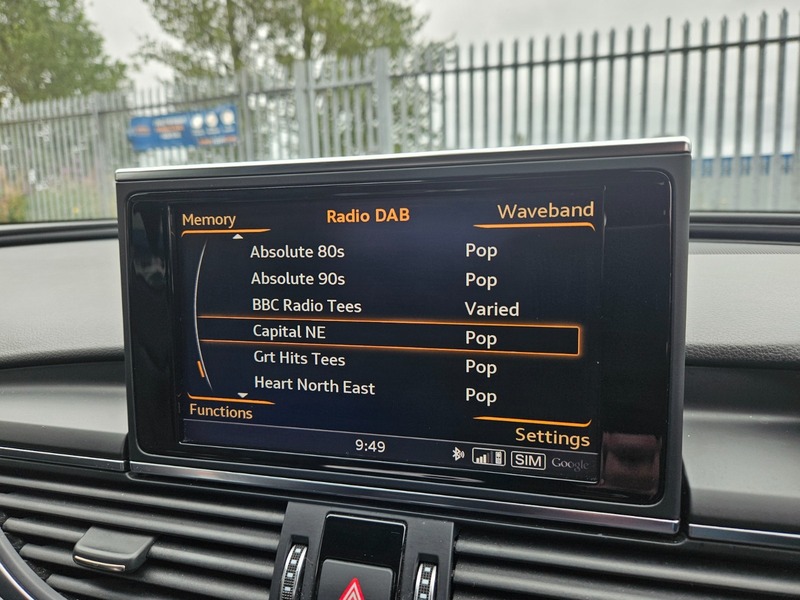 Memory Radio DAB Waveband
Absolute 80s Pop
Absolute 90s Pop
BBC Radio Tees Varied
Capital NE Pop
Grt Hits Tees Pop
Heart North East Pop
Functions Settings
9:49 SIM Google